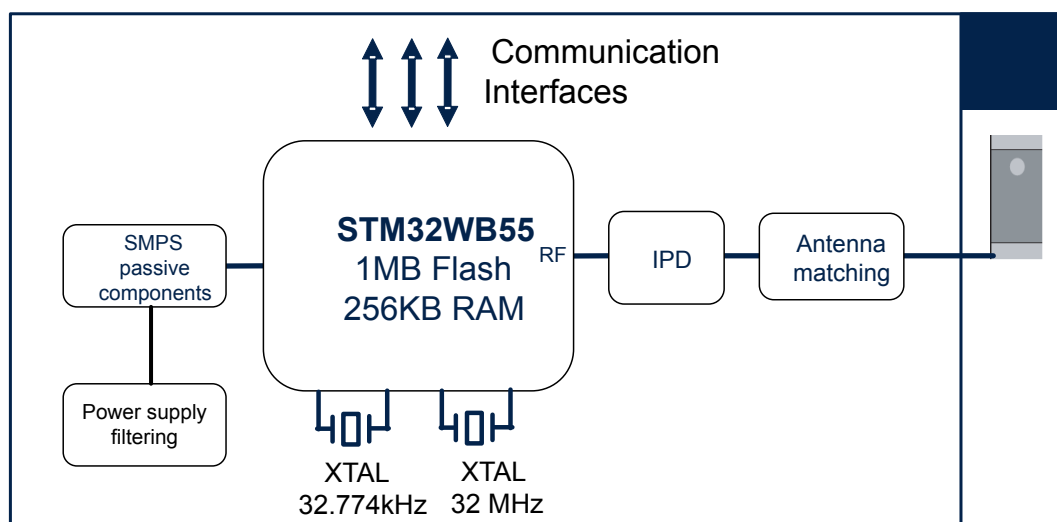 Communication
Interfaces
STM32WB55
1MB Flash
256KB RAM
RF
SMPS
passive
components
IPD
Antenna
matching
Power supply
filtering
XTAL
32.774kHz
XTAL
32 MHz